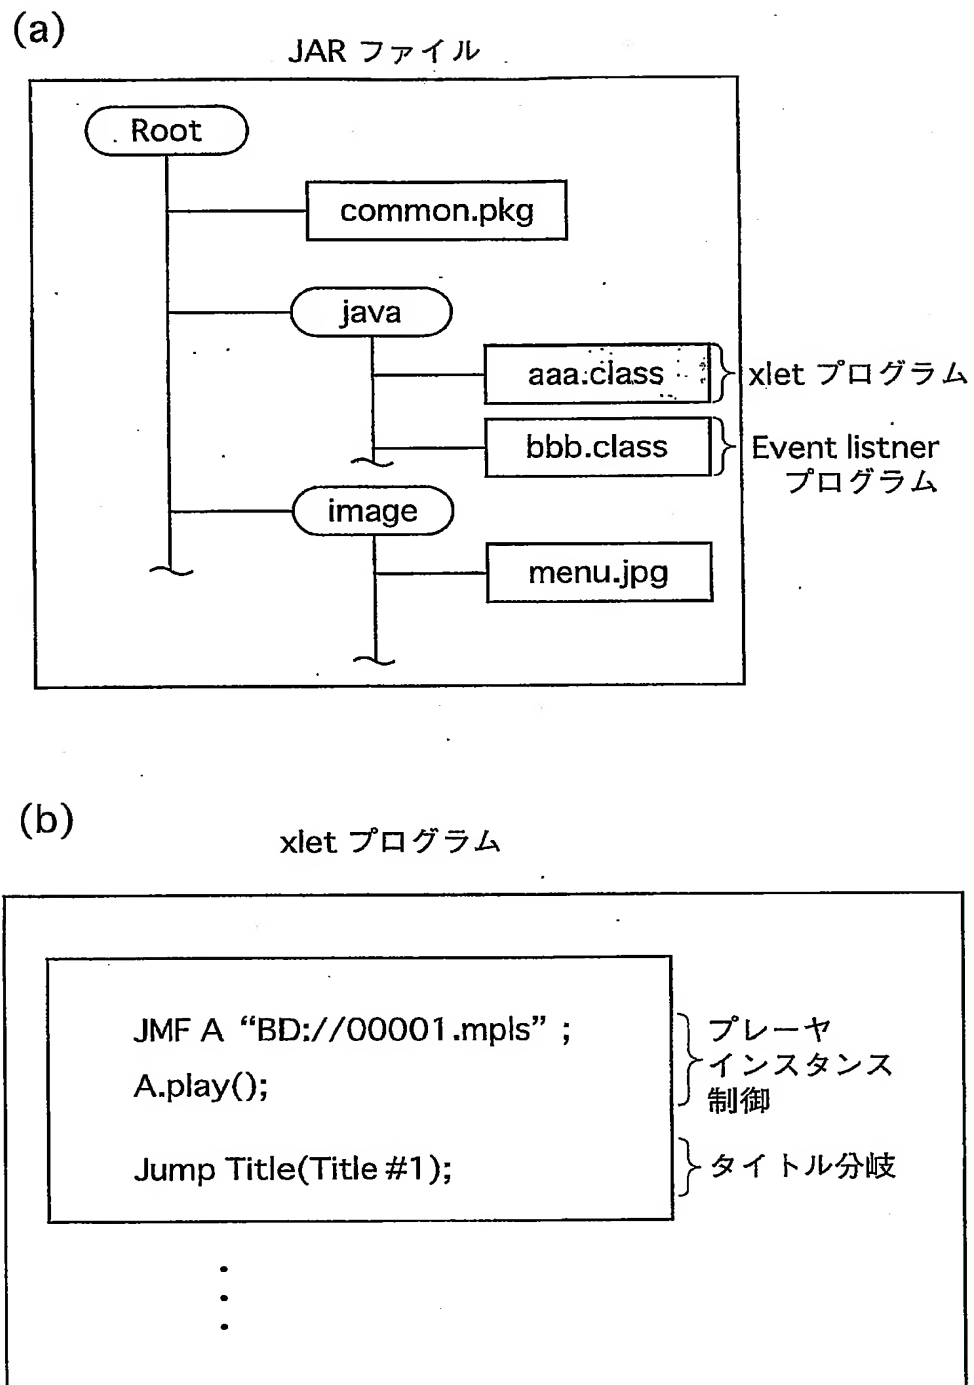 (a)
JAR ファイル
Root
common.pkg
java
aaa.class
xlet プログラム
bbb.class
Event listner
プログラム
image
menu.jpg
(b)
xlet プログラム
JMF A “BD://00001.mpls” ;
A.play();
プレーヤ
インスタンス
制御
Jump Title(Title #1);
タイトル分岐